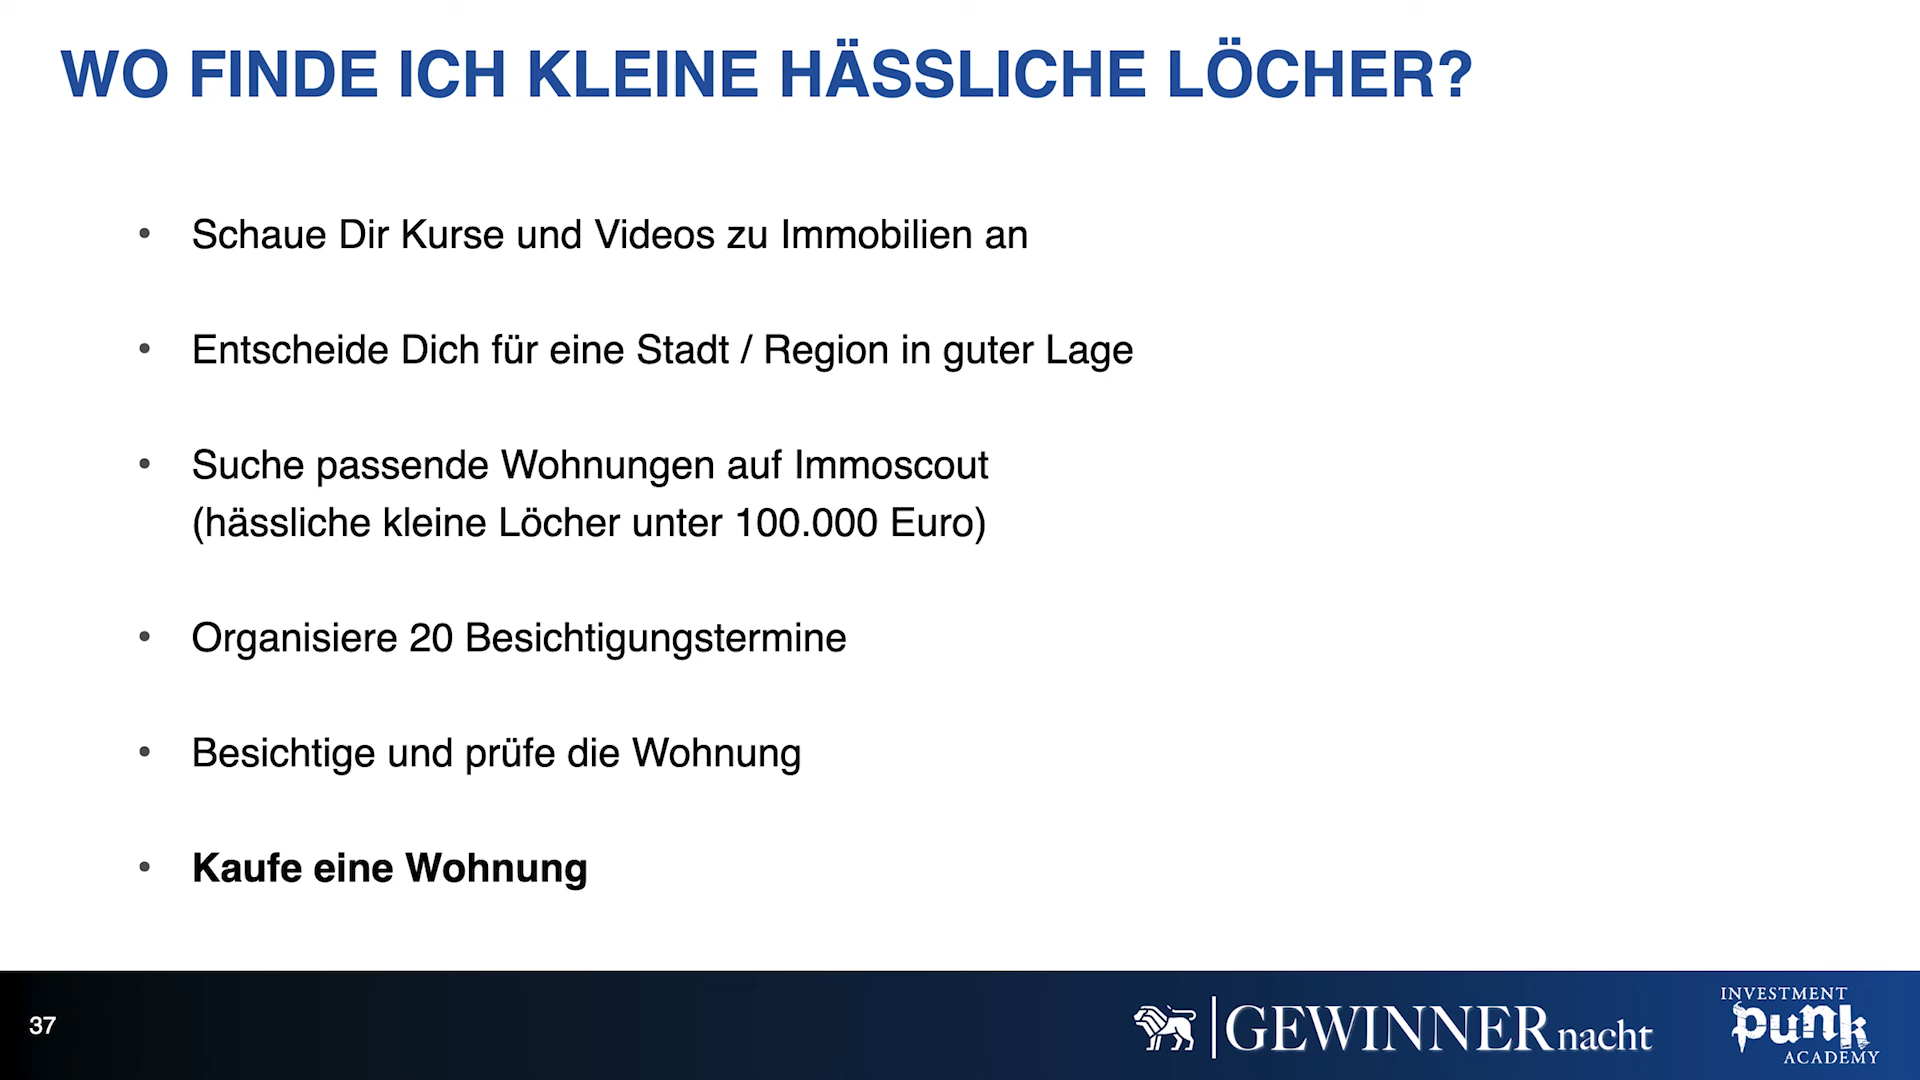 WO FINDE ICH KLEINE HÄSSLICHE LÖCHER?
• Schaue Dir Kurse und Videos zu Immobilien an
• Entscheide Dich für eine Stadt / Region in guter Lage
• Suche passende Wohnungen auf Immoscout
(hässliche kleine Löcher unter 100.000 Euro)
• Organisiere 20 Besichtigungstermine
• Besichtige und prüfe die Wohnung
• Kaufe eine Wohnung
37
GEWINNERnacht
INVESTMENT
punk
ACADEMY